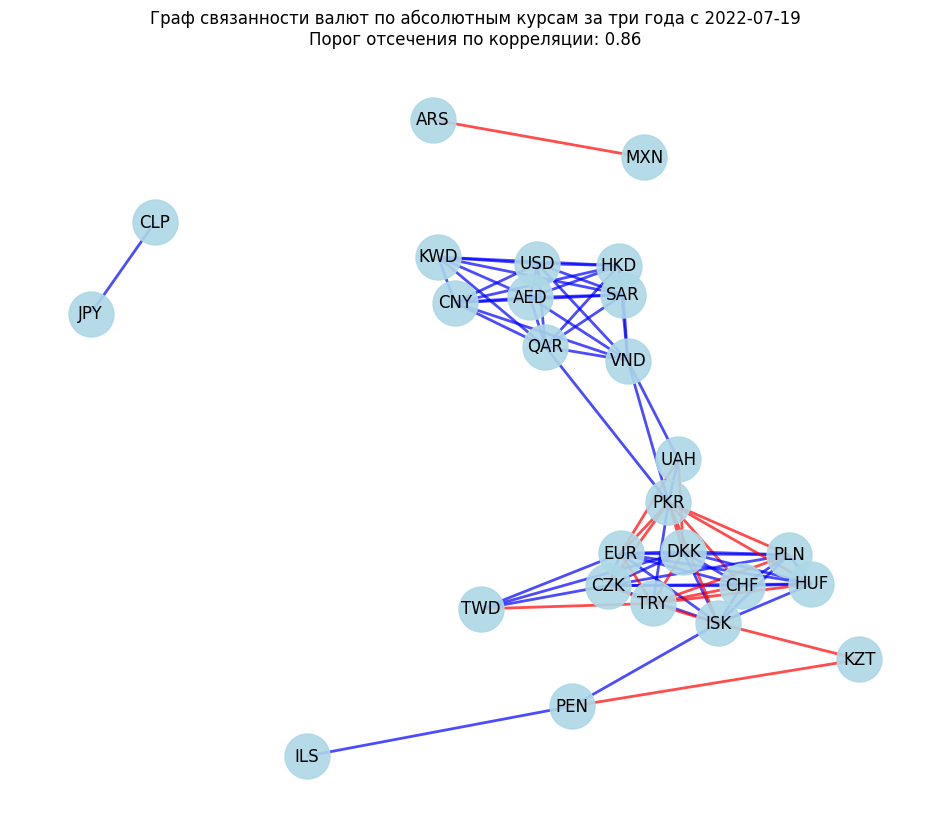 Граф связанности валют по абсолютным курсам за три года с 2022-07-19
Порог отсечения по корреляции: 0.86
ARS
MXN
CLP
KWD
USD
HKD
CNY
AED
SAR
JPY
QAR
VND
UAH
PKR
EUR
DKK
PLN
CZK
CHF
HUF
TWD
TRY
ISK
KZT
PEN
ILS